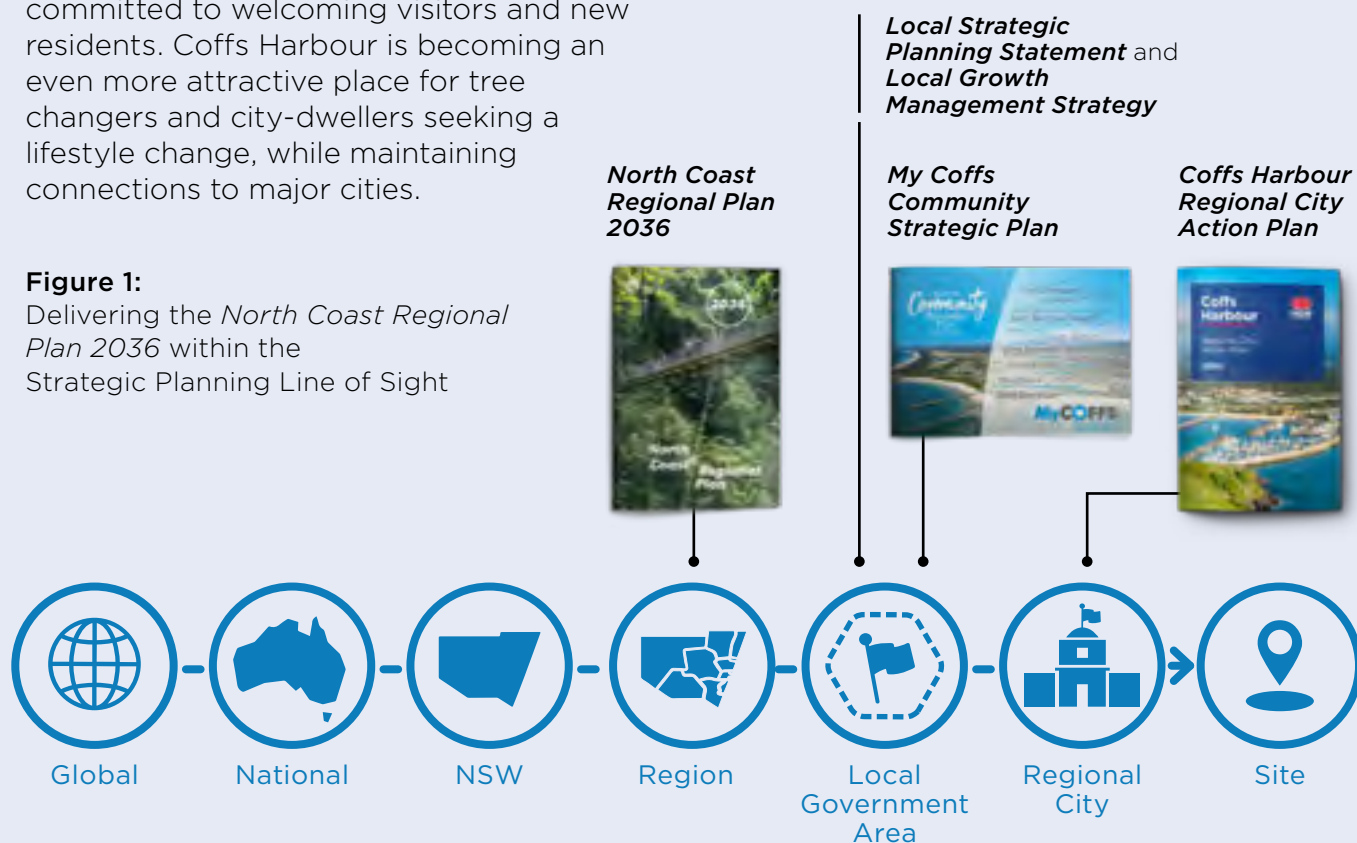 committed to welcoming visitors and new
residents. Coffs Harbour is becoming an
even more attractive place for tree
changers and city-dwellers seeking a
lifestyle change, while maintaining
connections to major cities.
Figure 1:
Delivering the North Coast Regional
Plan 2036 within the
Strategic Planning Line of Sight
North Coast
Regional Plan
2036
2036
North
Coast Regional
Plan
Local Strategic
Planning Statement and
Local Growth
Management Strategy
My Coffs
Community
Strategic Plan
Community
MyCOFFS
Coffs Harbour
Regional City
Action Plan
Coffs
Harbour
Global
National
NSW
Region
Local
Government
Area
Regional
City
Site